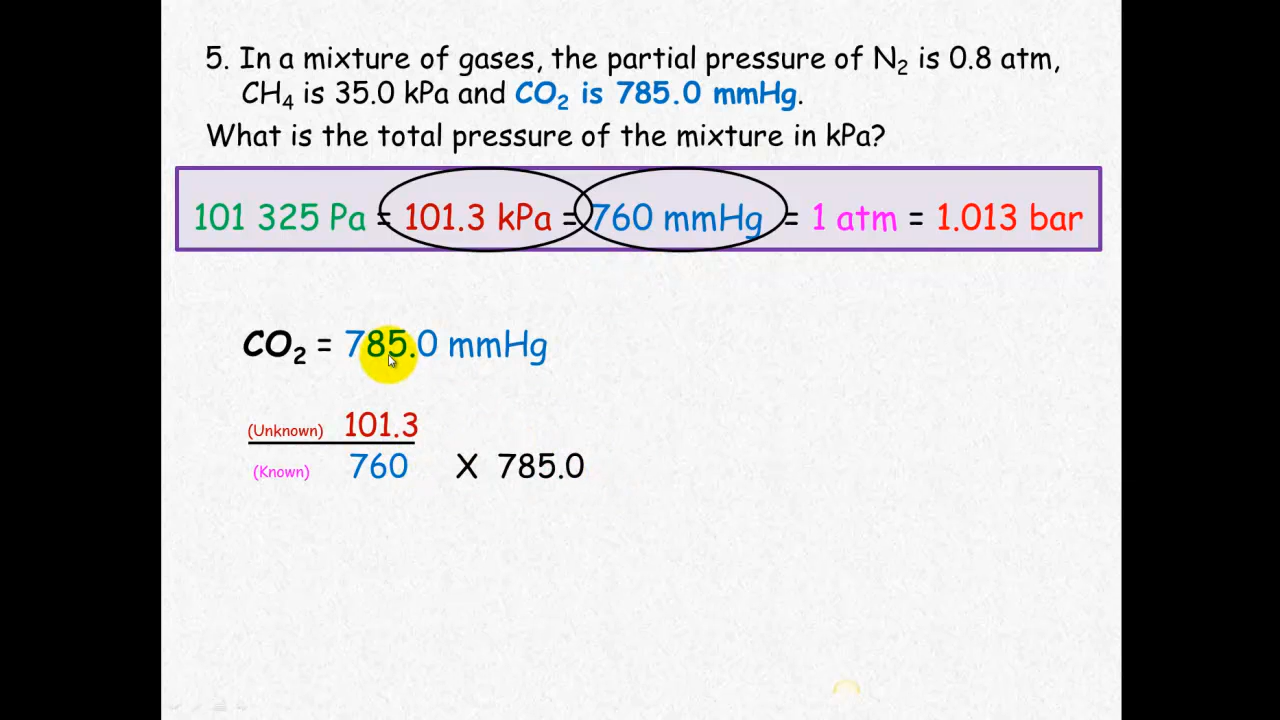 5. In a mixture of gases, the partial pressure of N₂ is 0.8 atm,
CH₄ is 35.0 kPa and CO₂ is 785.0 mmHg.
What is the total pressure of the mixture in kPa?
101 325 Pa = 101.3 kPa = 760 mmHg = 1 atm = 1.013 bar
CO₂ = 785.0 mmHg
(Unknown) 101.3
(Known) 760 X 785.0